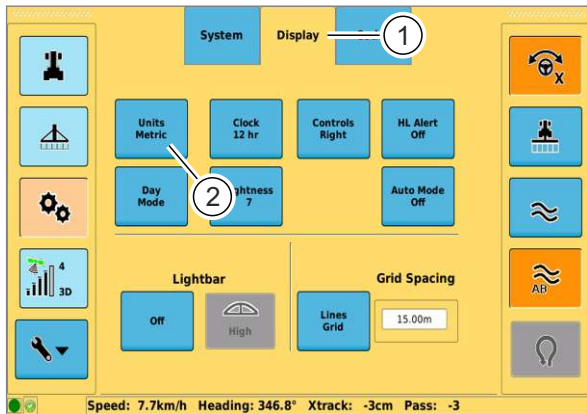 System Display
1
Units Metric
Clock 12 hr
Controls Right
HL Alert Off
2
Day Mode
7
Auto Mode Off
4
3D
Lightbar
Grid Spacing
Off
High
Lines Grid
15.00m
X
AB
Speed: 7.7km/h Heading: 346.8° Xtrack: -3cm Pass: -3